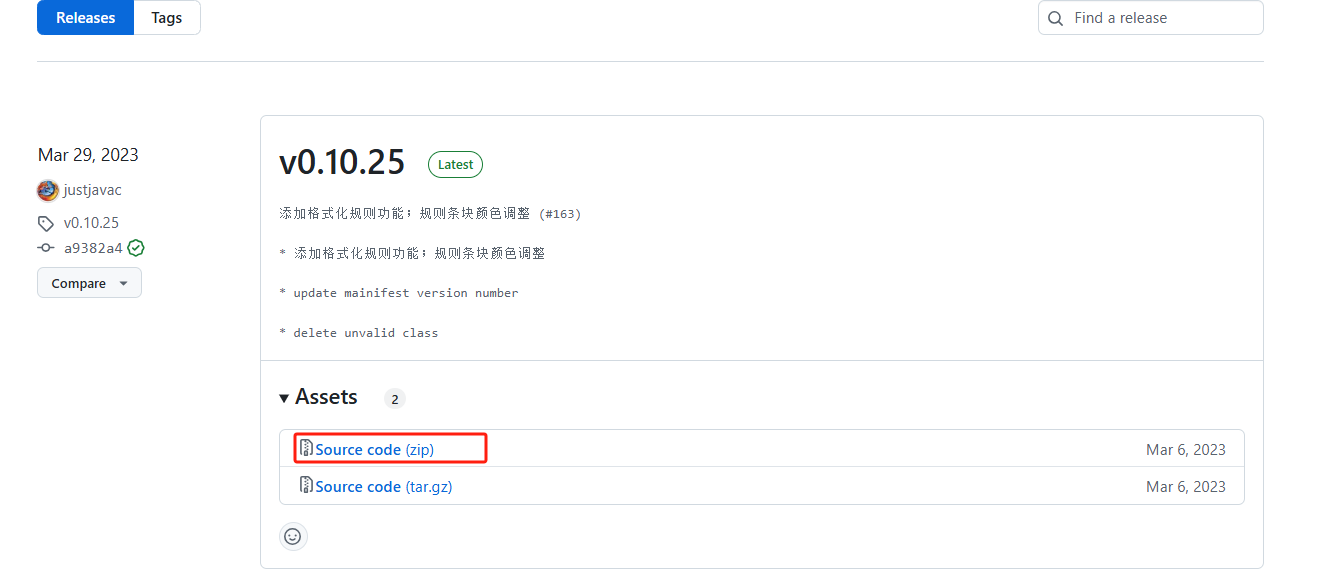 Releases
Tags
Find a release
Mar 29, 2023
justjavac
v0.10.25
a9382a4
Compare
v0.10.25
Latest
添加格式化规则功能；规则条块颜色调整 (#163)
* 添加格式化规则功能；规则条块颜色调整
* update mainifest version number
* delete unvalid class
Assets
2
Source code (zip)
Mar 6, 2023
Source code (tar.gz)
Mar 6, 2023